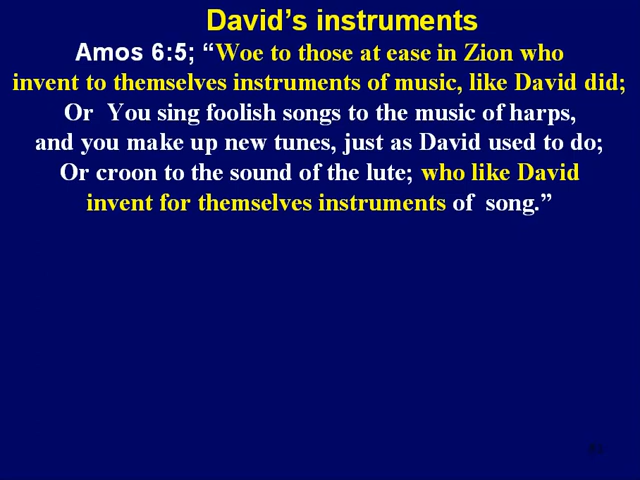 David's instruments
Amos 6:5; “Woe to those at ease in Zion who
invent to themselves instruments of music, like David did;
Or You sing foolish songs to the music of harps,
and you make up new tunes, just as David used to do;
Or croon to the sound of the lute; who like David
invent for themselves instruments of song.”